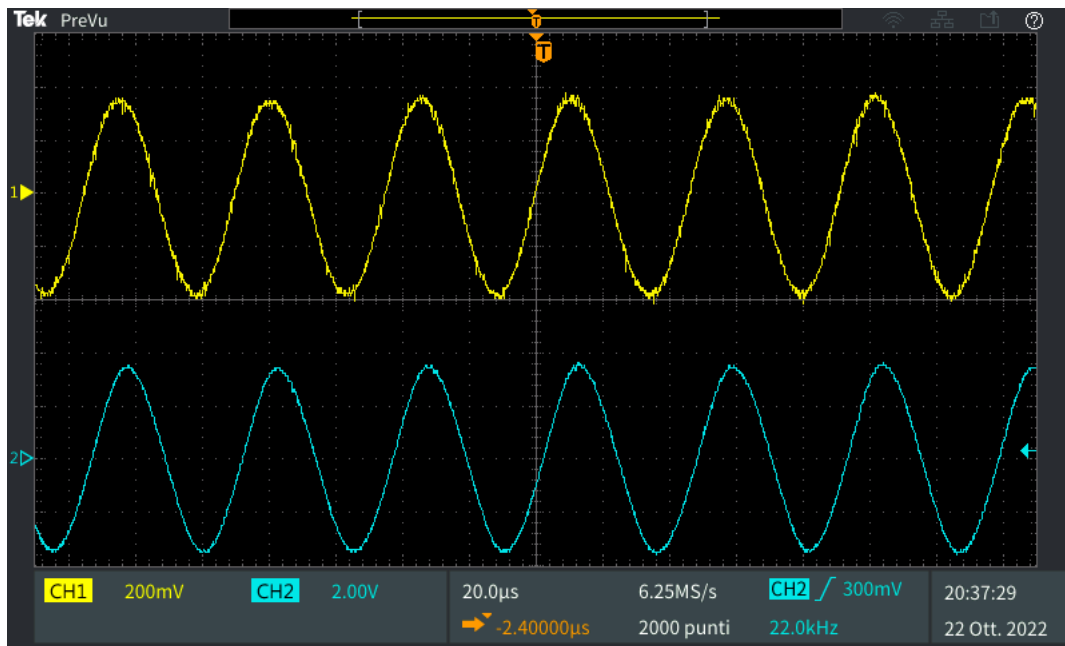 Tek PreVu
T
T
1
2
CH1 200mV CH2 2.00V 20.0µs 6.25MS/s CH2 300mV 20:37:29
-2.40000µs 2000 punti 22.0kHz 22 Ott. 2022